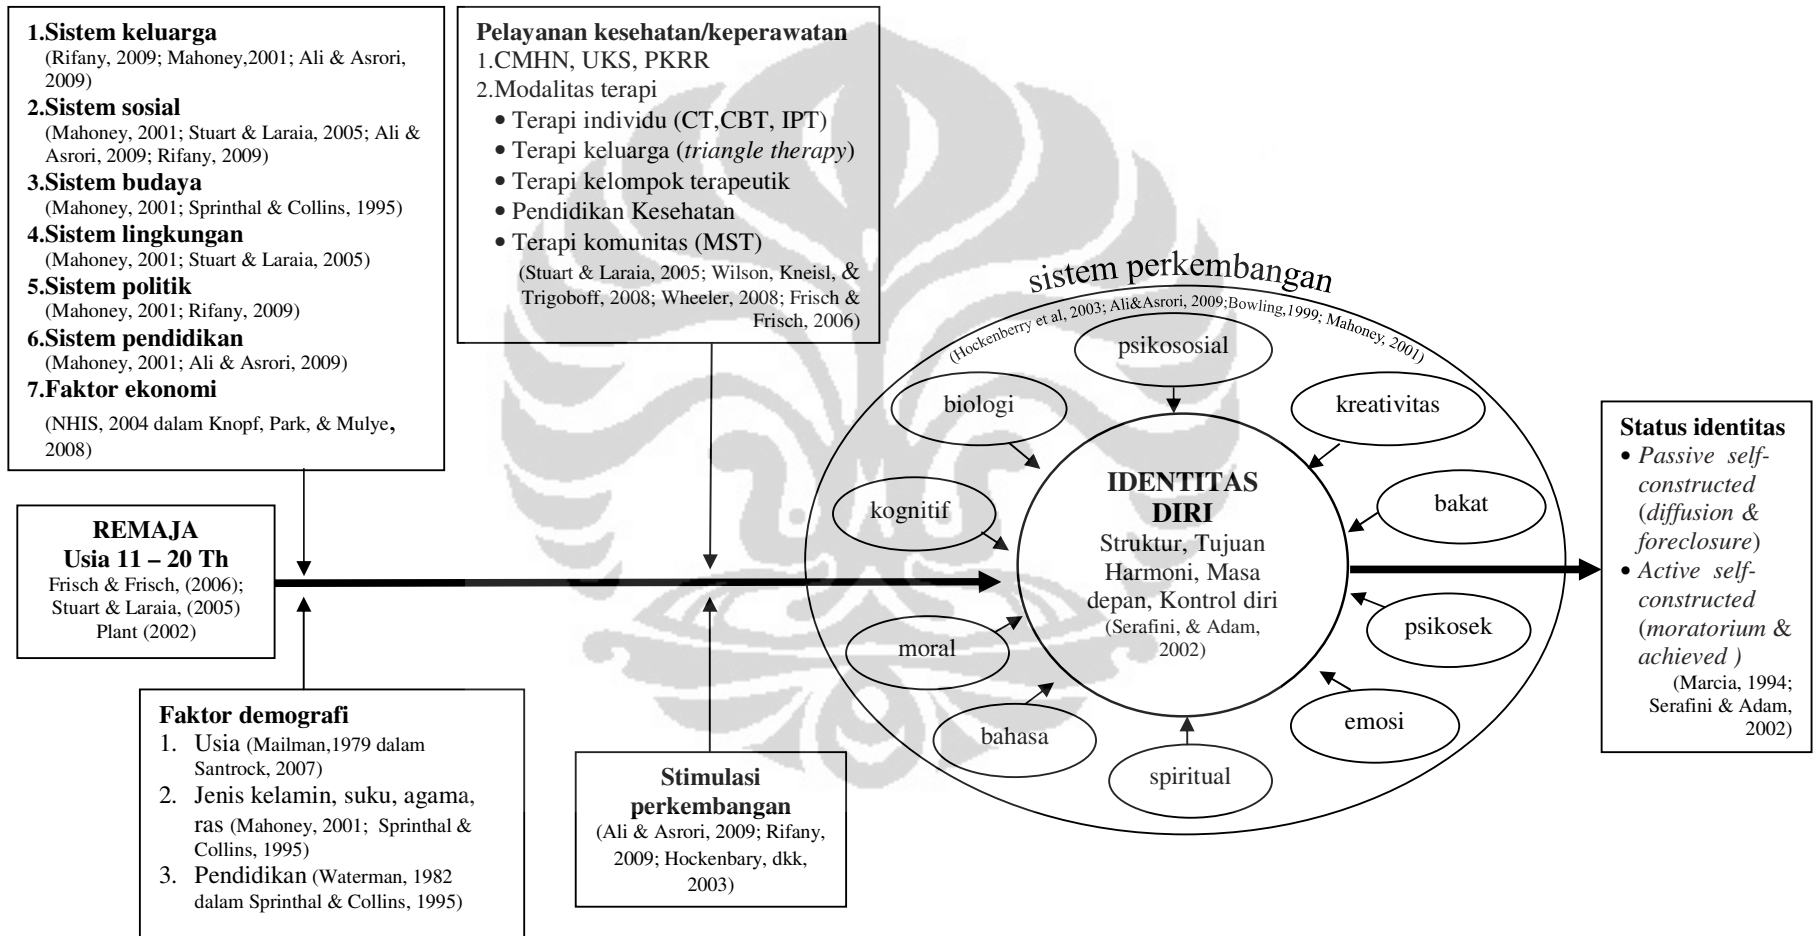 1.Sistem keluarga
(Rifany, 2009; Mahoney,2001; Ali & Asrori,
2009)
2.Sistem sosial
(Mahoney, 2001; Stuart & Laraia, 2005; Ali &
Asrori, 2009; Rifany, 2009)
3.Sistem budaya
(Mahoney, 2001; Sprinthal & Collins, 1995)
4.Sistem lingkungan
(Mahoney, 2001; Stuart & Laraia, 2005)
5.Sistem politik
(Mahoney, 2001; Rifany, 2009)
6.Sistem pendidikan
(Mahoney, 2001; Ali & Asrori, 2009)
7.Faktor ekonomi
(NHIS, 2004 dalam Knopf, Park, & Mulye,
2008)
Pelayanan kesehatan/keperawatan
1.CMHN, UKS, PKRR
2.Modalitas terapi
• Terapi individu (CT,CBT, IPT)
• Terapi keluarga (triangle therapy)
• Terapi kelompok terapeutik
• Pendidikan Kesehatan
• Terapi komunitas (MST)
(Stuart & Laraia, 2005; Wilson, Kneisl, &
Trigoboff, 2008; Wheeler, 2008; Frisch &
Frisch, 2006)
REMAJA
Usia 11 – 20 Th
Frisch & Frisch, (2006);
Stuart & Laraia, (2005)
Plant (2002)
Faktor demografi
1. Usia (Mailman,1979 dalam
Santrock, 2007)
2. Jenis kelamin, suku, agama,
ras (Mahoney, 2001; Sprinthal &
Collins, 1995)
3. Pendidikan (Waterman, 1982
dalam Sprinthal & Collins, 1995)
Stimulasi
perkembangan
(Ali & Asrori, 2009; Rifany,
2009; Hockenbary, dkk,
2003)
sistem perkembangan
(Hockenberry et al, 2003; Ali&Asrori, 2009;Bowling,1999; Mahoney, 2001)
psikososial
biologi
kreativitas
kognitif
bakat
moral
psikosek
bahasa
emosi
spiritual
IDENTITAS
DIRI
Struktur, Tujuan
Harmoni, Masa
depan, Kontrol diri
(Serafini, & Adam,
2002)
Status identitas
• Passive self-
constructed
(diffusion &
foreclosure)
• Active self-
constructed
(moratorium &
achieved )
(Marcia, 1994;
Serafini & Adam,
2002)